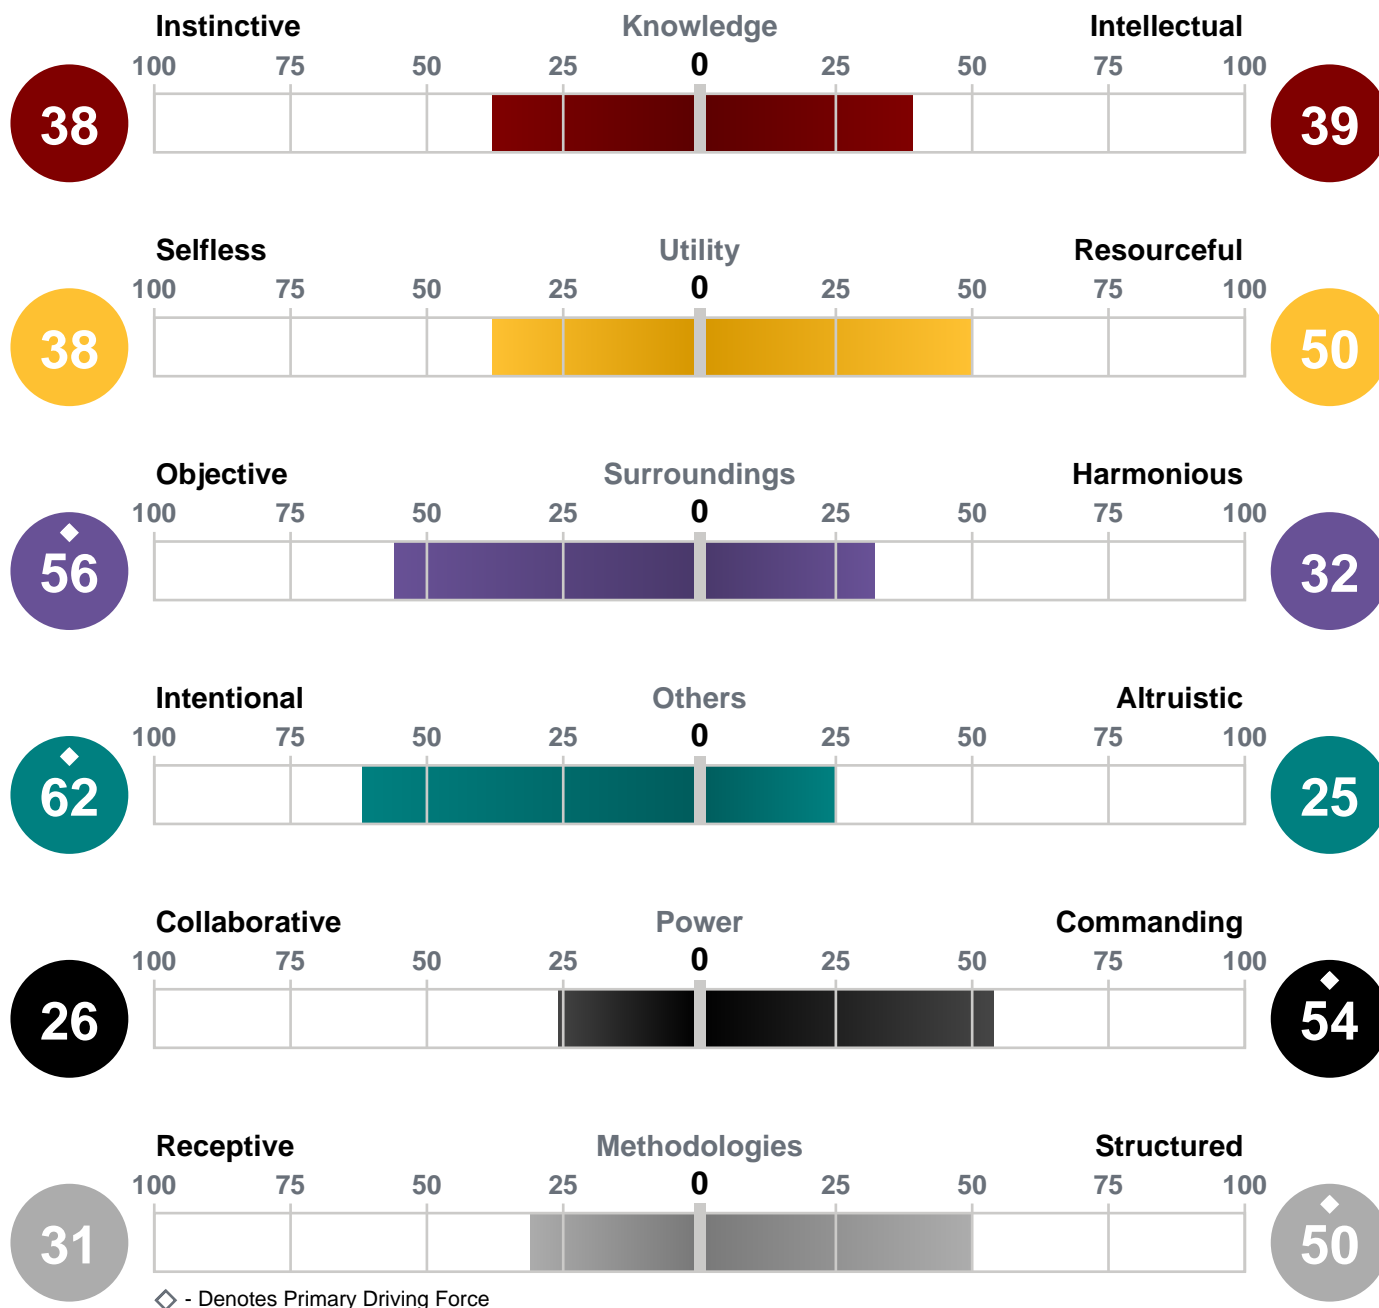 Instinctive Knowledge Intellectual
100 75 50 25 0 25 50 75 100
38 39
Selfless Utility Resourceful
100 75 50 25 0 25 50 75 100
38 50
Objective Surroundings Harmonious
100 75 50 25 0 25 50 75 100
56 32
Intentional Others Altruistic
100 75 50 25 0 25 50 75 100
62 25
Collaborative Power Commanding
100 75 50 25 0 25 50 75 100
26 54
Receptive Methodologies Structured
100 75 50 25 0 25 50 75 100
31 50
- Denotes Primary Driving Force